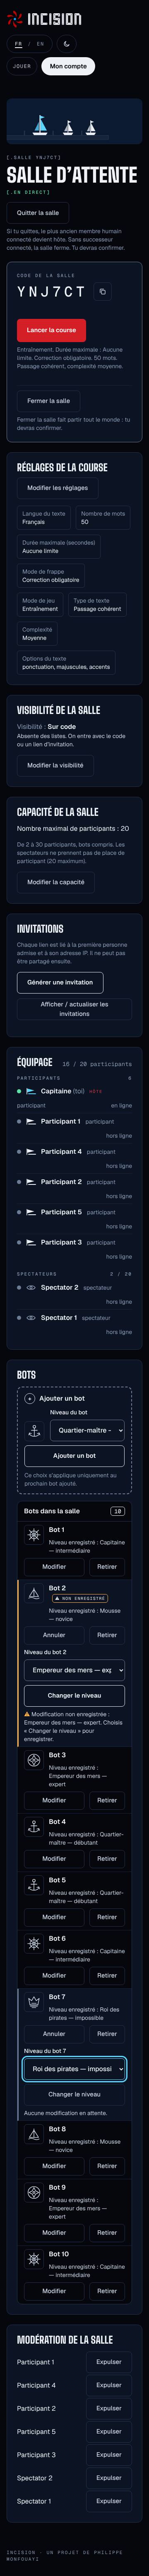 INCISION
FR / EN
JOUER
Mon compte
[.SALLE YNJ7CT]
SALLE D'ATTENTE
[.EN DIRECT]
Quitter la salle
Si tu quittes, le plus ancien membre humain
connecté devient hôte. Sans successeur
connecté, la salle ferme. Tu devras confirmer.
CODE DE LA SALLE
YNJ7CT
Lancer la course
Entraînement. Durée maximale : Aucune
limite. Correction obligatoire. 50 mots.
Passage cohérent, complexité moyenne.
Fermer la salle
Fermer la salle fait partir tout le monde : tu
devras confirmer.
RÉGLAGES DE LA COURSE
Modifier les réglages
Langue du texte
Français
Nombre de mots
50
Durée maximale (secondes)
Aucune limite
Mode de frappe
Correction obligatoire
Mode de jeu
Entraînement
Type de texte
Passage cohérent
Complexité
Moyenne
Options du texte
ponctuation, majuscules, accents
VISIBILITÉ DE LA SALLE
Visibilité : Sur code
Absente des listes. On entre avec le code
ou un lien d'invitation.
Modifier la visibilité
CAPACITÉ DE LA SALLE
Nombre maximal de participants : 20
De 2 à 30 participants, bots compris. Les
spectateurs ne prennent pas de place de
participant (20 maximum).
Modifier la capacité
INVITATIONS
Chaque lien est lié à la première personne
admise et à son adresse IP. Il ne peut pas
être partagé ensuite.
Générer une invitation
Afficher / actualiser les
invitations
ÉQUIPAGE
16 / 20 participants
PARTICIPANTS
6
Capitaine (toi)
HÔTE
participant
en ligne
Participant 1 participant
hors ligne
Participant 4 participant
hors ligne
Participant 2 participant
hors ligne
Participant 5 participant
hors ligne
Participant 3 participant
hors ligne
SPECTATEURS
2 / 20
Spectator 2 spectateur
hors ligne
Spectator 1 spectateur
hors ligne
BOTS
+ Ajouter un bot
Niveau du bot
Quartier-maître –
Ajouter un bot
Ce choix s'applique uniquement au
prochain bot ajouté.
Bots dans la salle
10
Bot 1
Niveau enregistré : Capitaine
— intermédiaire
Modifier
Retirer
Bot 2
NON ENREGISTRÉ
Niveau enregistré : Mousse
— novice
Annuler
Retirer
Niveau du bot 2
Empereur des mers — exp
Changer le niveau
Modification non enregistrée :
Empereur des mers — expert. Choisis
« Changer le niveau » pour
enregistrer.
Bot 3
Niveau enregistré :
Empereur des mers —
expert
Modifier
Retirer
Bot 4
Niveau enregistré : Quartier-
maître — débutant
Modifier
Retirer
Bot 5
Niveau enregistré : Quartier-
maître — débutant
Modifier
Retirer
Bot 6
Niveau enregistré : Capitaine
— intermédiaire
Modifier
Retirer
Bot 7
Niveau enregistré : Roi des
pirates — impossible
Annuler
Retirer
Niveau du bot 7
Roi des pirates — impossi
Changer le niveau
Aucune modification en attente.
Bot 8
Niveau enregistré : Mousse
— novice
Modifier
Retirer
Bot 9
Niveau enregistré :
Empereur des mers —
expert
Modifier
Retirer
Bot 10
Niveau enregistré : Capitaine
— intermédiaire
Modifier
Retirer
MODÉRATION DE LA SALLE
Participant 1
Expulser
Participant 4
Expulser
Participant 2
Expulser
Participant 5
Expulser
Participant 3
Expulser
Spectator 2
Expulser
Spectator 1
Expulser
INCISION · UN PROJET DE PHILIPPE
MONFOUAYI